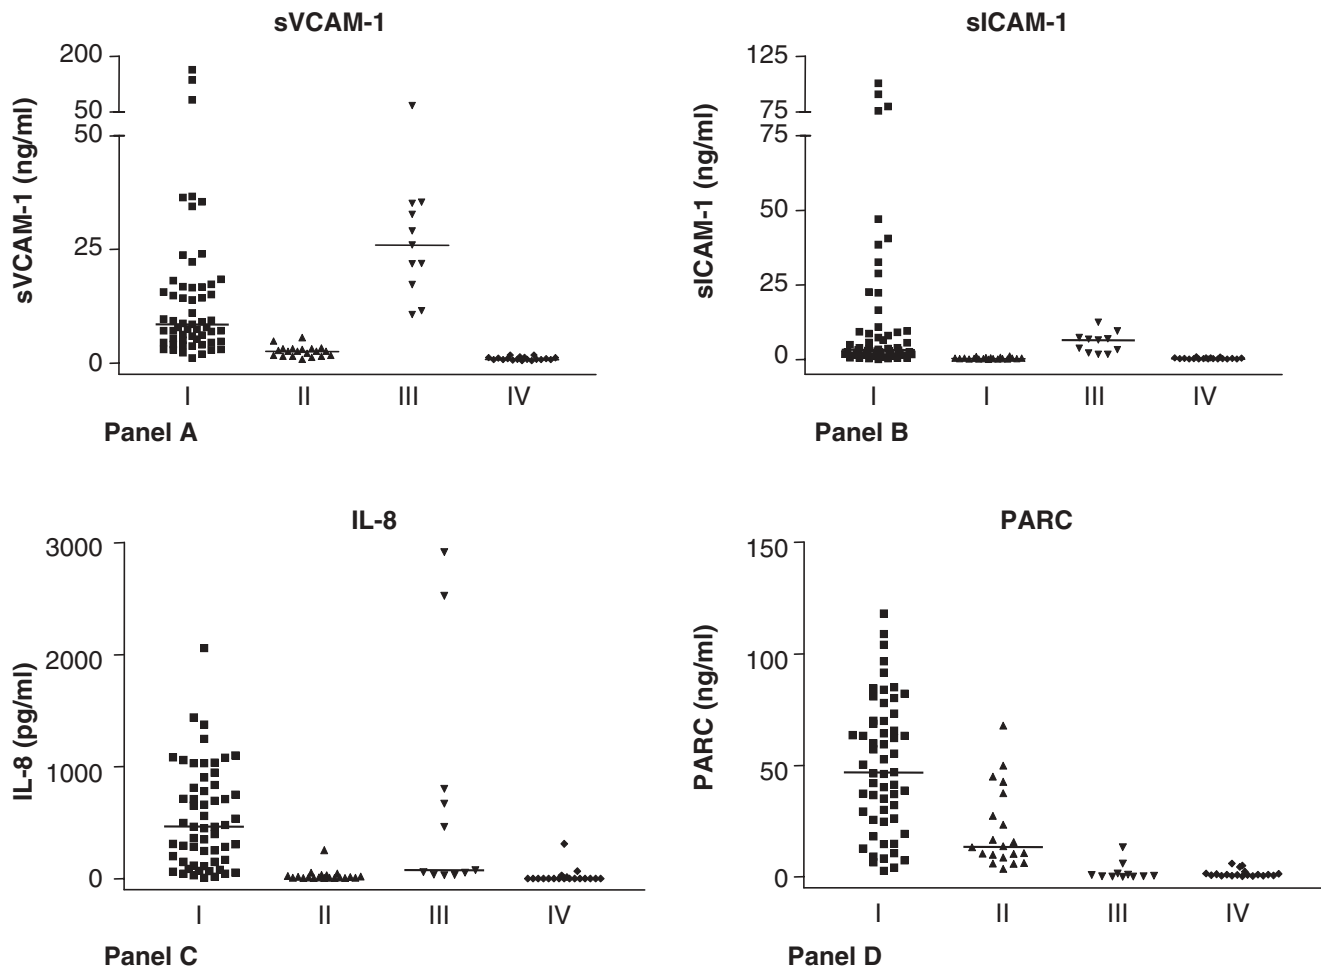 sVCAM-1
sVCAM-1 (ng/ml)
200
50
50
25
0
I II III IV
Panel A
sICAM-1
sICAM-1 (ng/ml)
125
75
75
50
25
0
I I III IV
Panel B
IL-8
IL-8 (pg/ml)
3000
2000
1000
0
I II III IV
Panel C
PARC
PARC (ng/ml)
150
100
50
0
I II III IV
Panel D